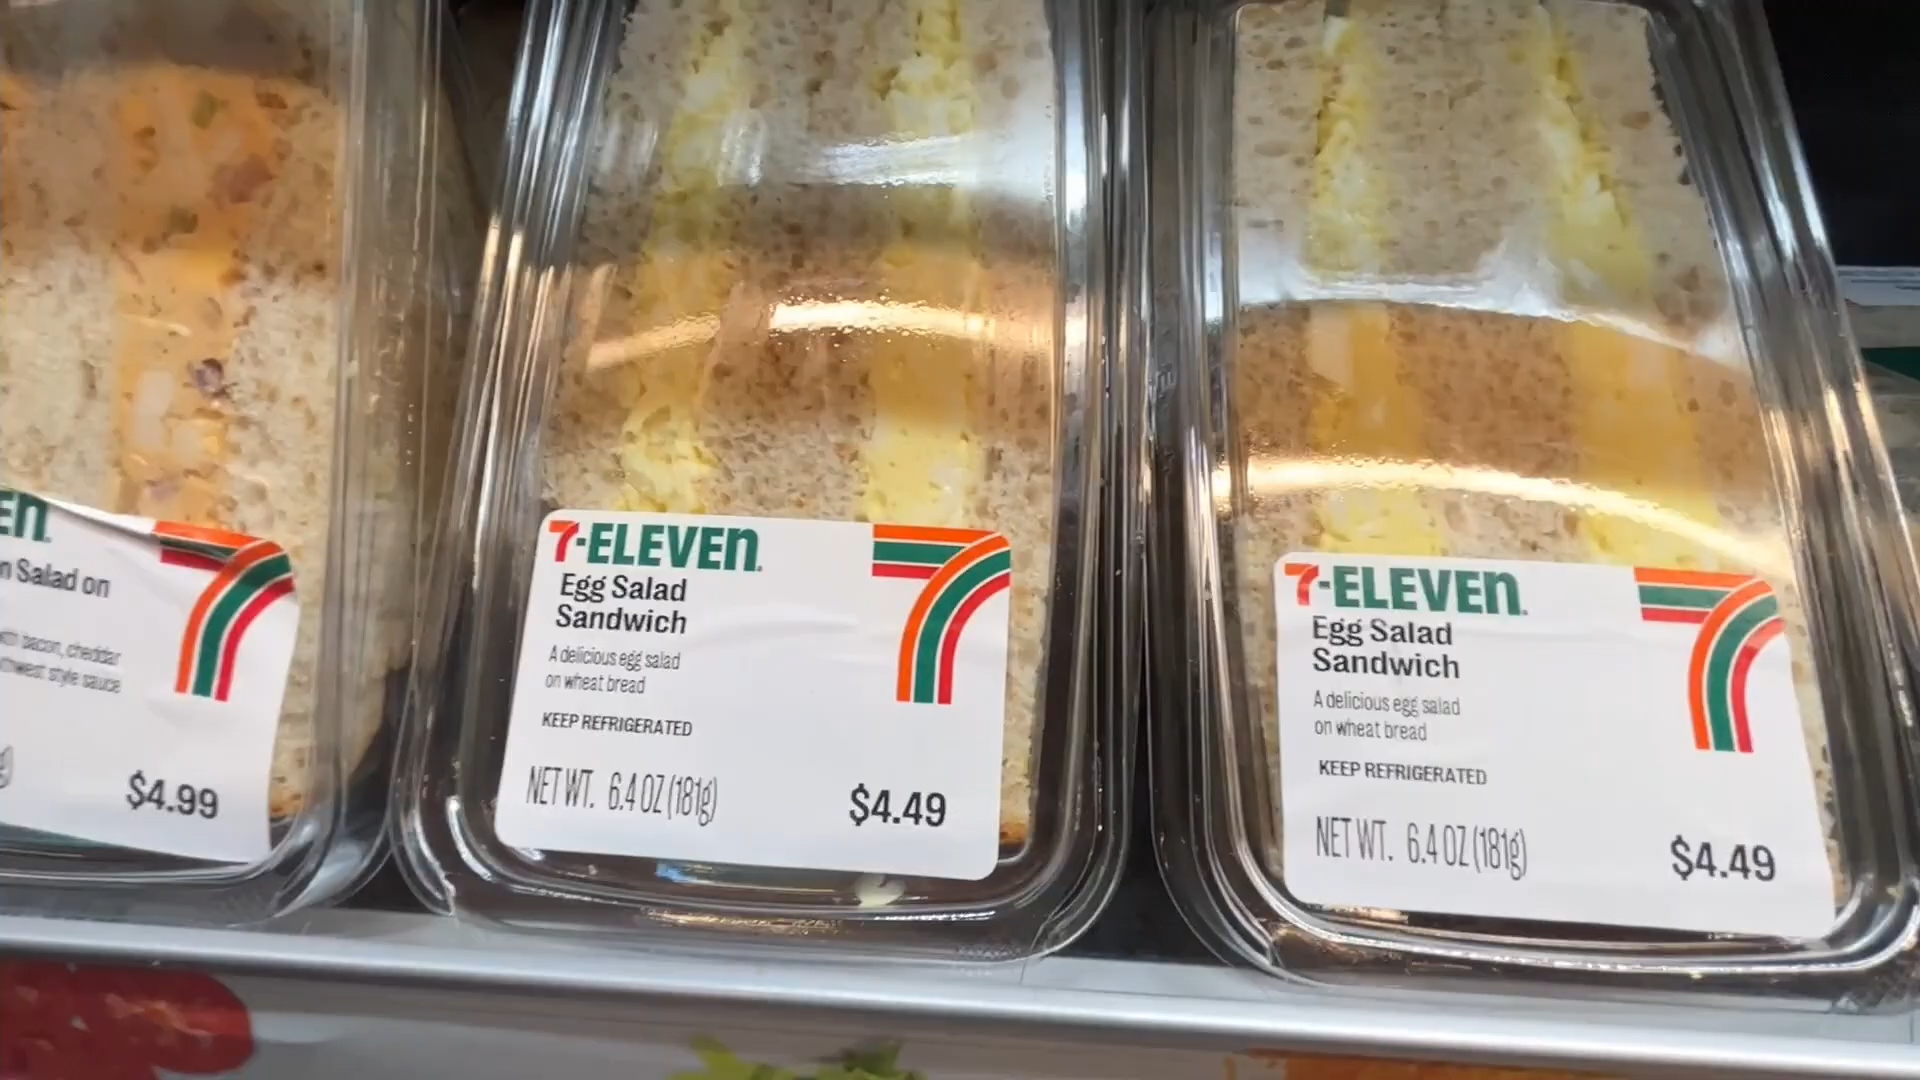 en.
Salad on
bacon, cheddar
style sauce
$4.99
7-ELEVEn.
Egg Salad
Sandwich
A delicious egg salad
on wheat bread
KEEP REFRIGERATED
NET WT. 6.4 OZ (181g)
$4.49
7-ELEVEn.
Egg Salad
Sandwich
A delicious egg salad
on wheat bread
KEEP REFRIGERATED
NET WT. 6.4 OZ (181g)
$4.49